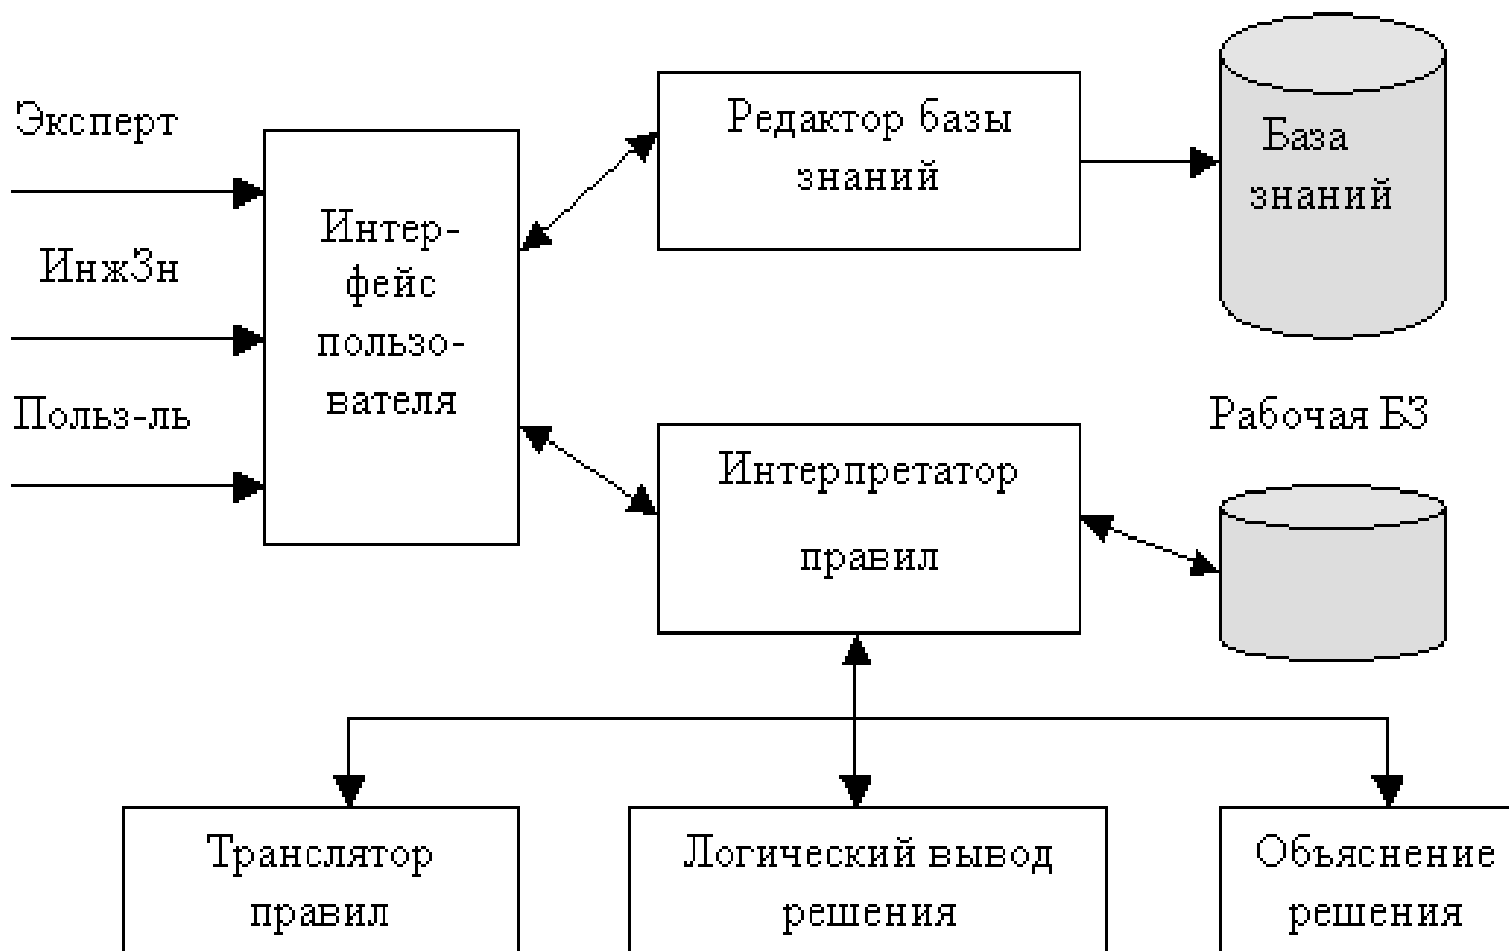 Эксперт
ИнжЗн
Польз-ль
Интер-
фейс
пользо-
вателя
Редактор базы
знаний
База
знаний
Рабочая БЗ
Интерпретатор
правил
Транслятор
правил
Логический вывод
решения
Объяснение
решения